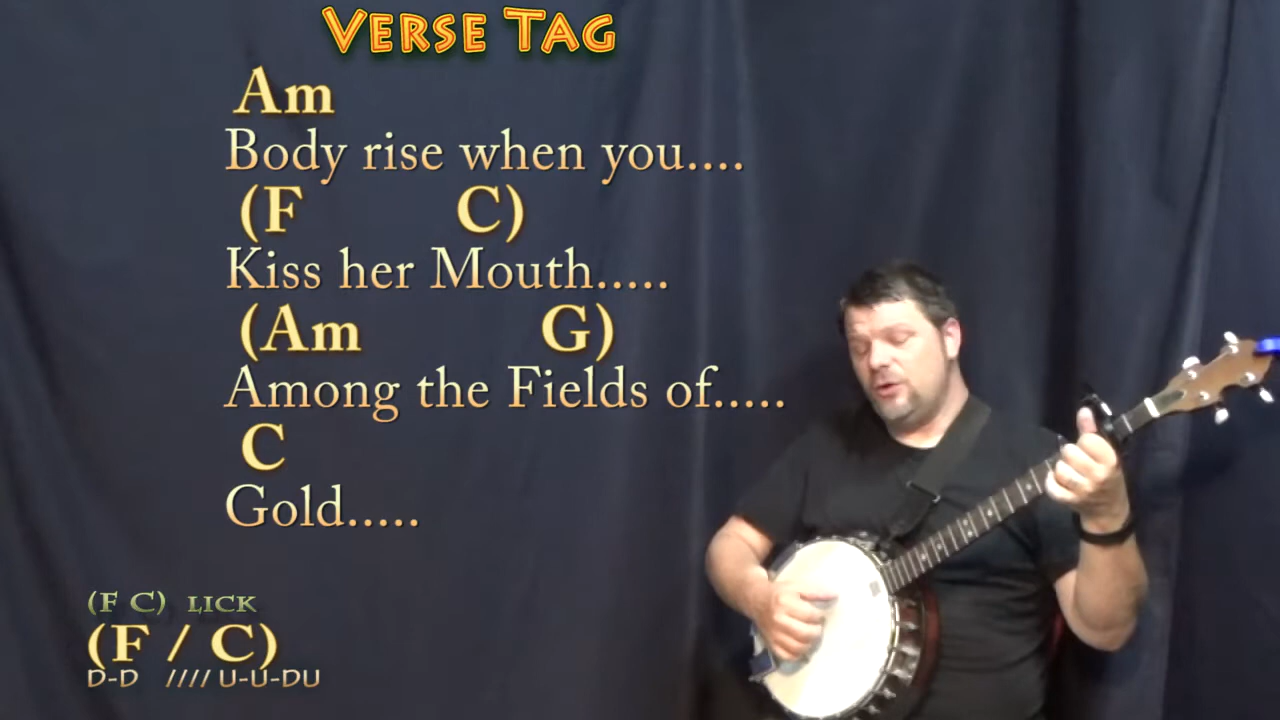 VERSE TAG
Am
Body rise when you....
(F C)
Kiss her Mouth.....
(Am G)
Among the Fields of.....
C
Gold.....
(F C) LICK
(F / C)
D-D //// U-U-DU